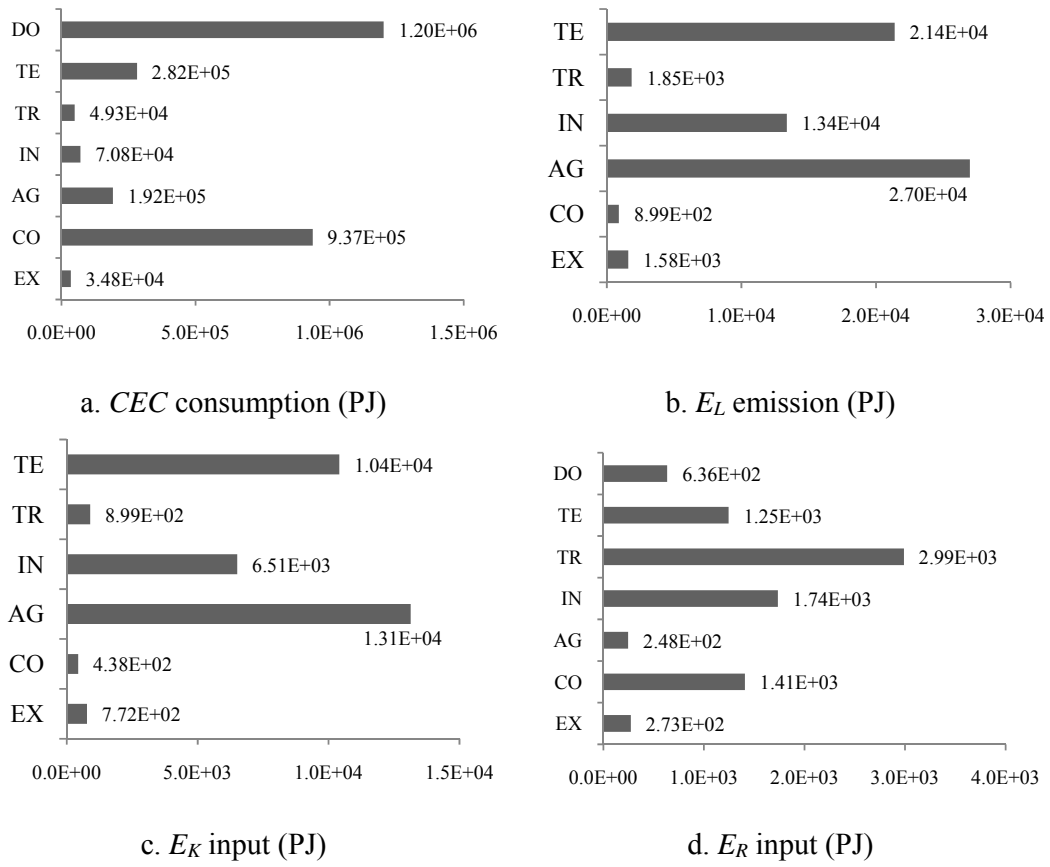 DO 1.20E+06
TE 2.82E+05
TR 4.93E+04
IN 7.08E+04
AG 1.92E+05
CO 9.37E+05
EX 3.48E+04
0.0E+00 5.0E+05 1.0E+06 1.5E+06
a. CEC consumption (PJ)
TE 2.14E+04
TR 1.85E+03
IN 1.34E+04
AG 2.70E+04
CO 8.99E+02
EX 1.58E+03
0.0E+00 1.0E+04 2.0E+04 3.0E+04
b. E_L emission (PJ)
TE 1.04E+04
TR 8.99E+02
IN 6.51E+03
AG 1.31E+04
CO 4.38E+02
EX 7.72E+02
0.0E+00 5.0E+03 1.0E+04 1.5E+04
c. E_K input (PJ)
DO 6.36E+02
TE 1.25E+03
TR 2.99E+03
IN 1.74E+03
AG 2.48E+02
CO 1.41E+03
EX 2.73E+02
0.0E+00 1.0E+03 2.0E+03 3.0E+03 4.0E+03
d. E_R input (PJ)